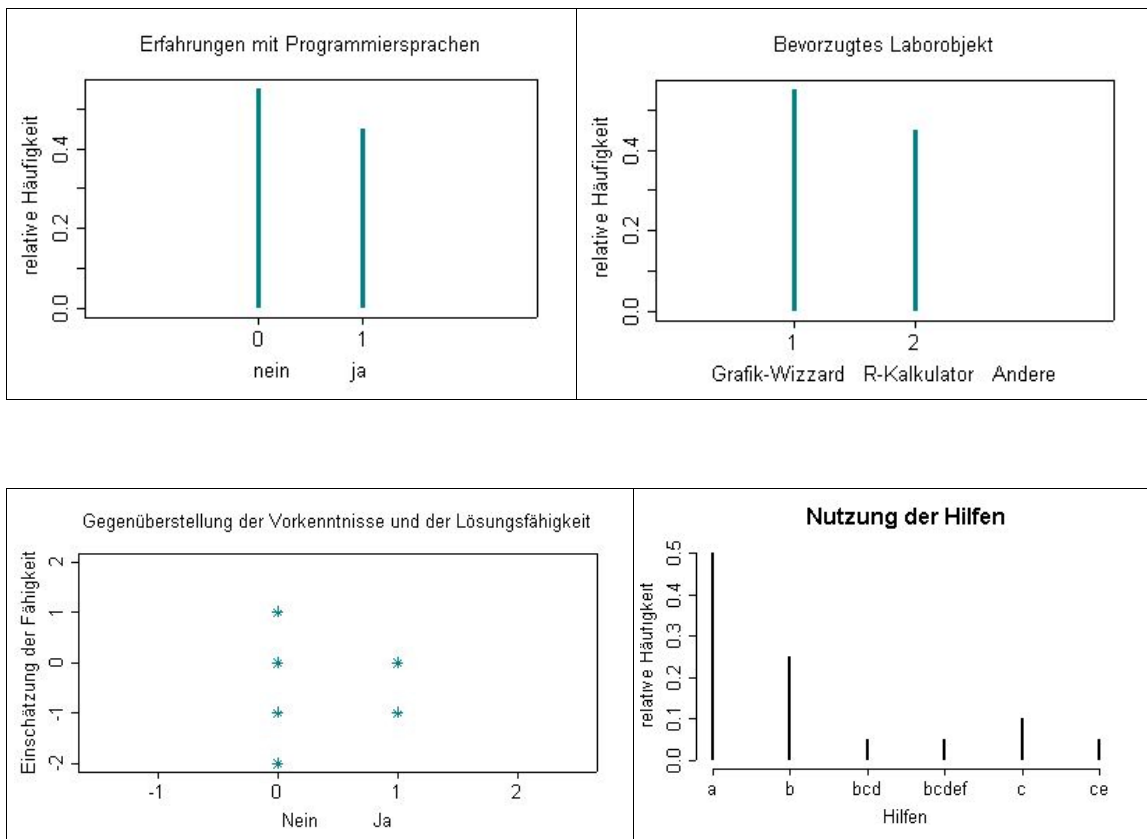 Erfahrungen mit Programmiersprachen
relative Häufigkeit
0.4
0.2
0.0
0 1
nein ja
Bevorzugtes Laborobjekt
relative Häufigkeit
0.4
0.2
0.0
1 2
Grafik-Wizzard R-Kalkulator Andere
Gegenüberstellung der Vorkenntnisse und der Lösungsfähigkeit
Einschätzung der Fähigkeit
2
1
0
-1
-2
-1 0 1 2
Nein Ja
Nutzung der Hilfen
relative Häufigkeit
0.5
0.4
0.3
0.2
0.1
0.0
a b bcd bcdef c ce
Hilfen